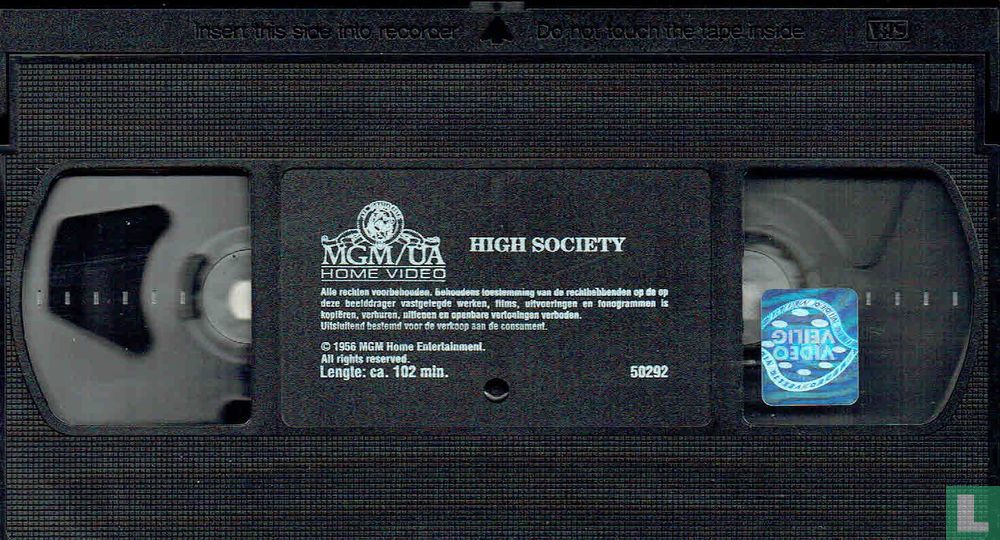 Insert this side into recorder Do not touch the tape inside VHS
MGM/UA
HOME VIDEO
HIGH SOCIETY
Alle rechten voorbehouden. Behoudens toestemming van de rechthebbenden op de op
deze beelddrager vastgelegde werken, films, uitvoeringen en fonogrammen is
kopiëren, verhuren, uitlenen en openbare vertoningen verboden.
Uitsluitend bestemd voor de verkoop aan de consument.
© 1956 MGM Home Entertainment.
All rights reserved.
Lengte: ca. 102 min. 50292
VIDEO
VEILIG
L